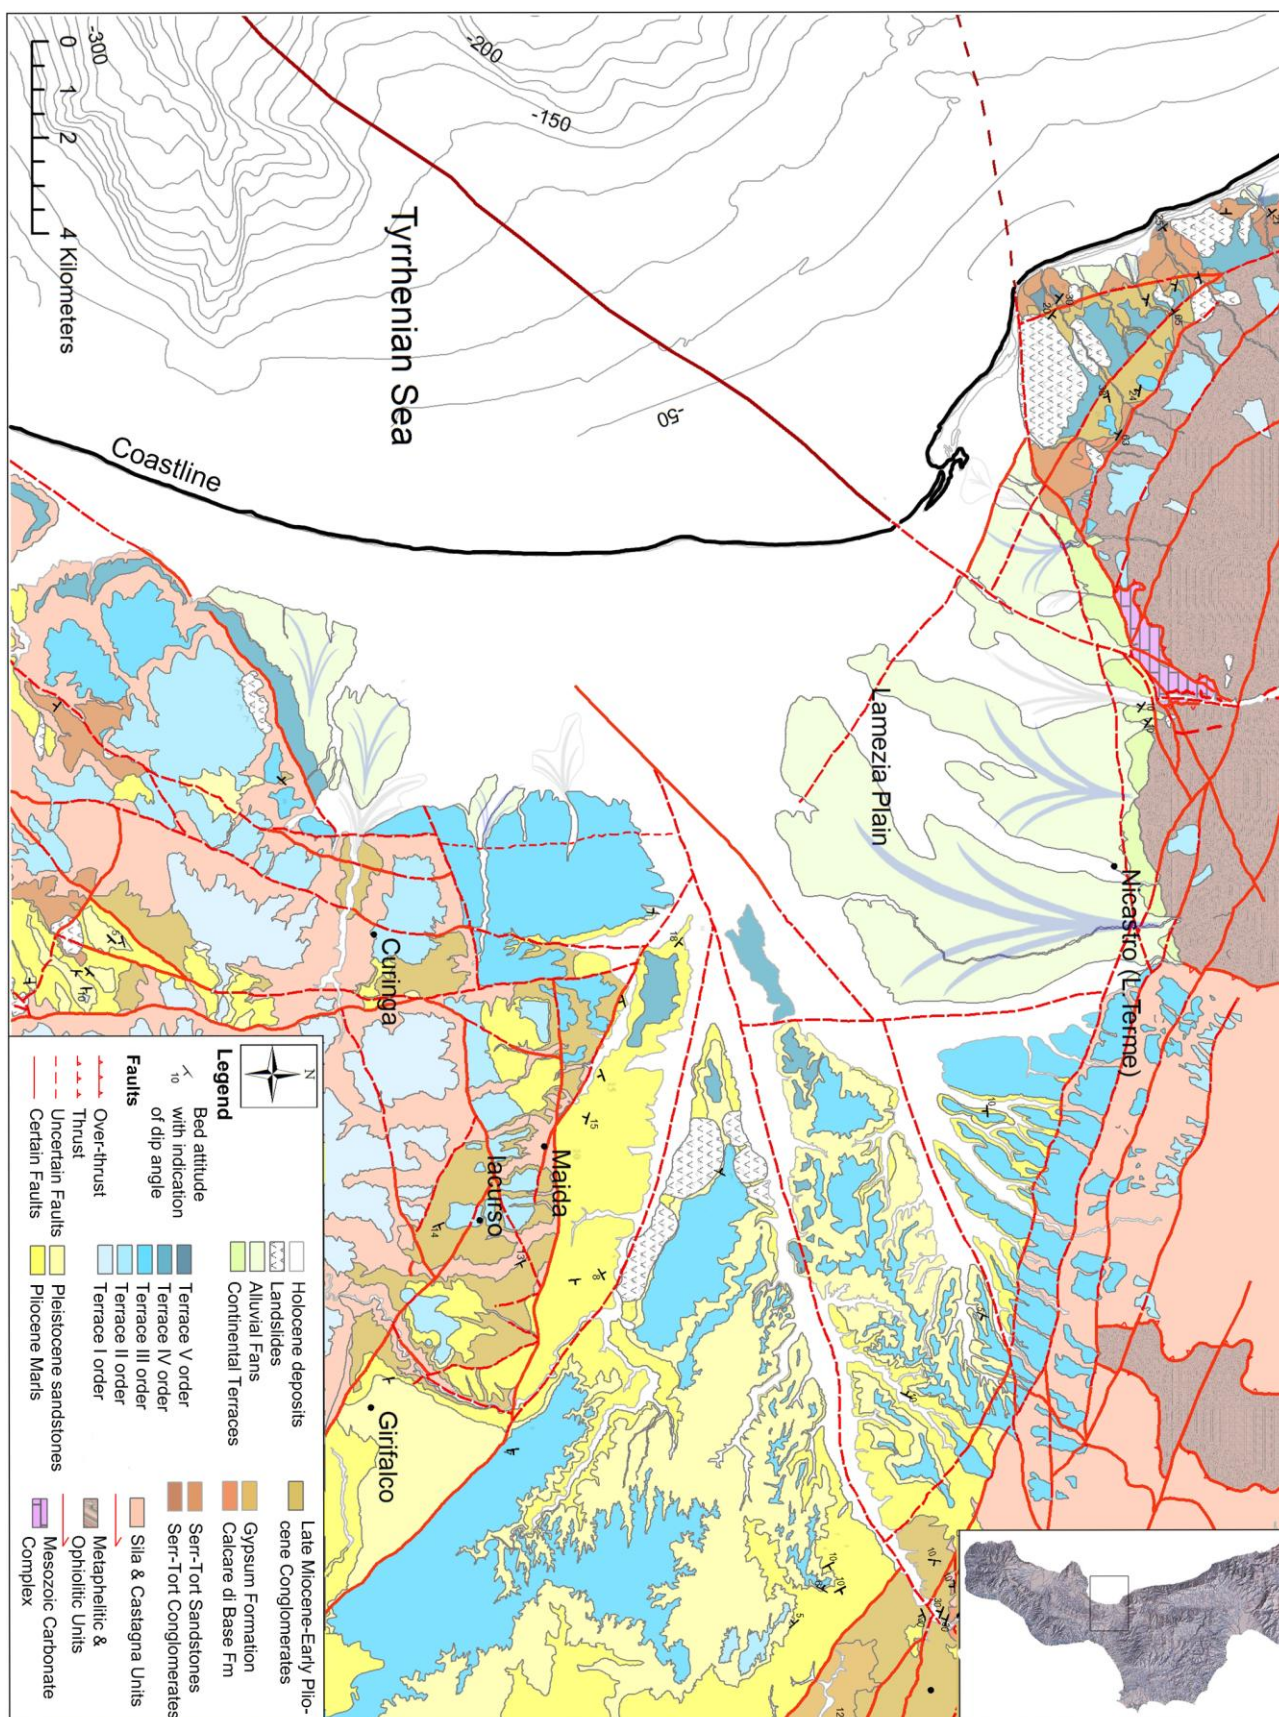 -300
-200
-150
-50
0 1 2 4 Kilometers
Tyrrhenian Sea
Coastline
Lamezia Plain
Nicastro (L. Terme)
Curinga
Maida
Iacurso
Girifalco
N
Legend
Bed attitude
with indication
of dip angle
10
Faults
Over-thrust
Thrust
Uncertain Faults
Certain Faults
Holocene deposits
Landslides
Alluvial Fans
Continental Terraces
Terrace V order
Terrace IV order
Terrace III order
Terrace II order
Terrace I order
Pleistocene sandstones
Pliocene Marls
Late Miocene-Early Plio-
cene Conglomerates
Gypsum Formation
Calcare di Base Fm
Serr-Tort Sandstones
Serr-Tort Conglomerates
Sila & Castagna Units
Metaphelitic &
Ophiolitic Units
Mesozoic Carbonate
Complex